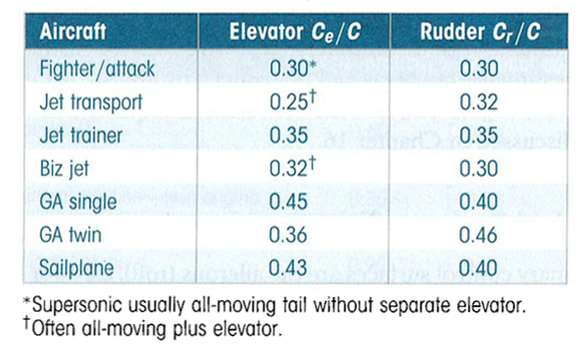 Aircraft Elevator Ce/C Rudder Cr/C
Fighter/attack 0.30* 0.30
Jet transport 0.25† 0.32
Jet trainer 0.35 0.35
Biz jet 0.32† 0.30
GA single 0.45 0.40
GA twin 0.36 0.46
Sailplane 0.43 0.40
*Supersonic usually all-moving tail without separate elevator.
†Often all-moving plus elevator.